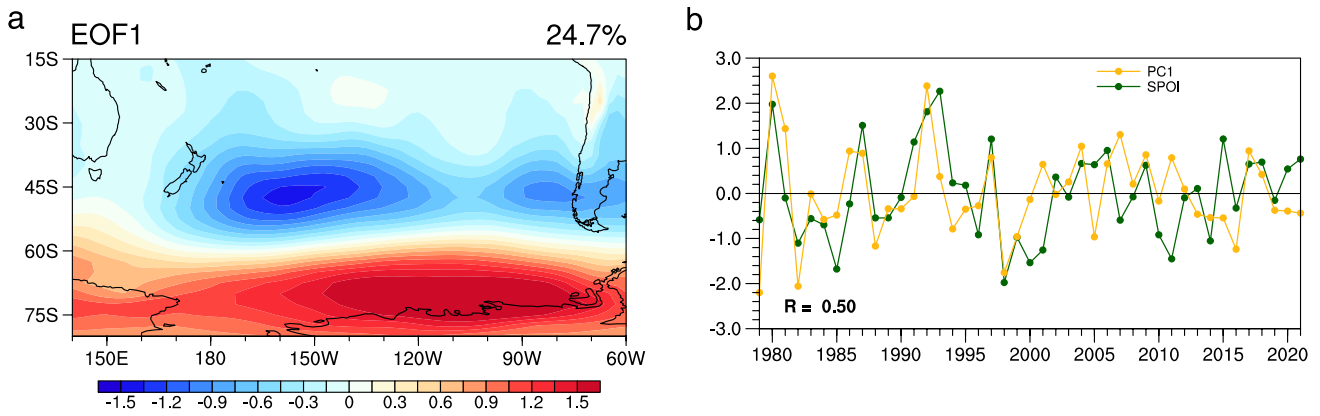 a
EOF1 24.7%
15S
30S
45S
60S
75S
150E 180 150W 120W 90W 60W
-1.5 -1.2 -0.9 -0.6 -0.3 0 0.3 0.6 0.9 1.2 1.5
b
3.0
2.0
1.0
0.0
-1.0
-2.0
-3.0
PC1
SPOI
R = 0.50
1980 1985 1990 1995 2000 2005 2010 2015 2020